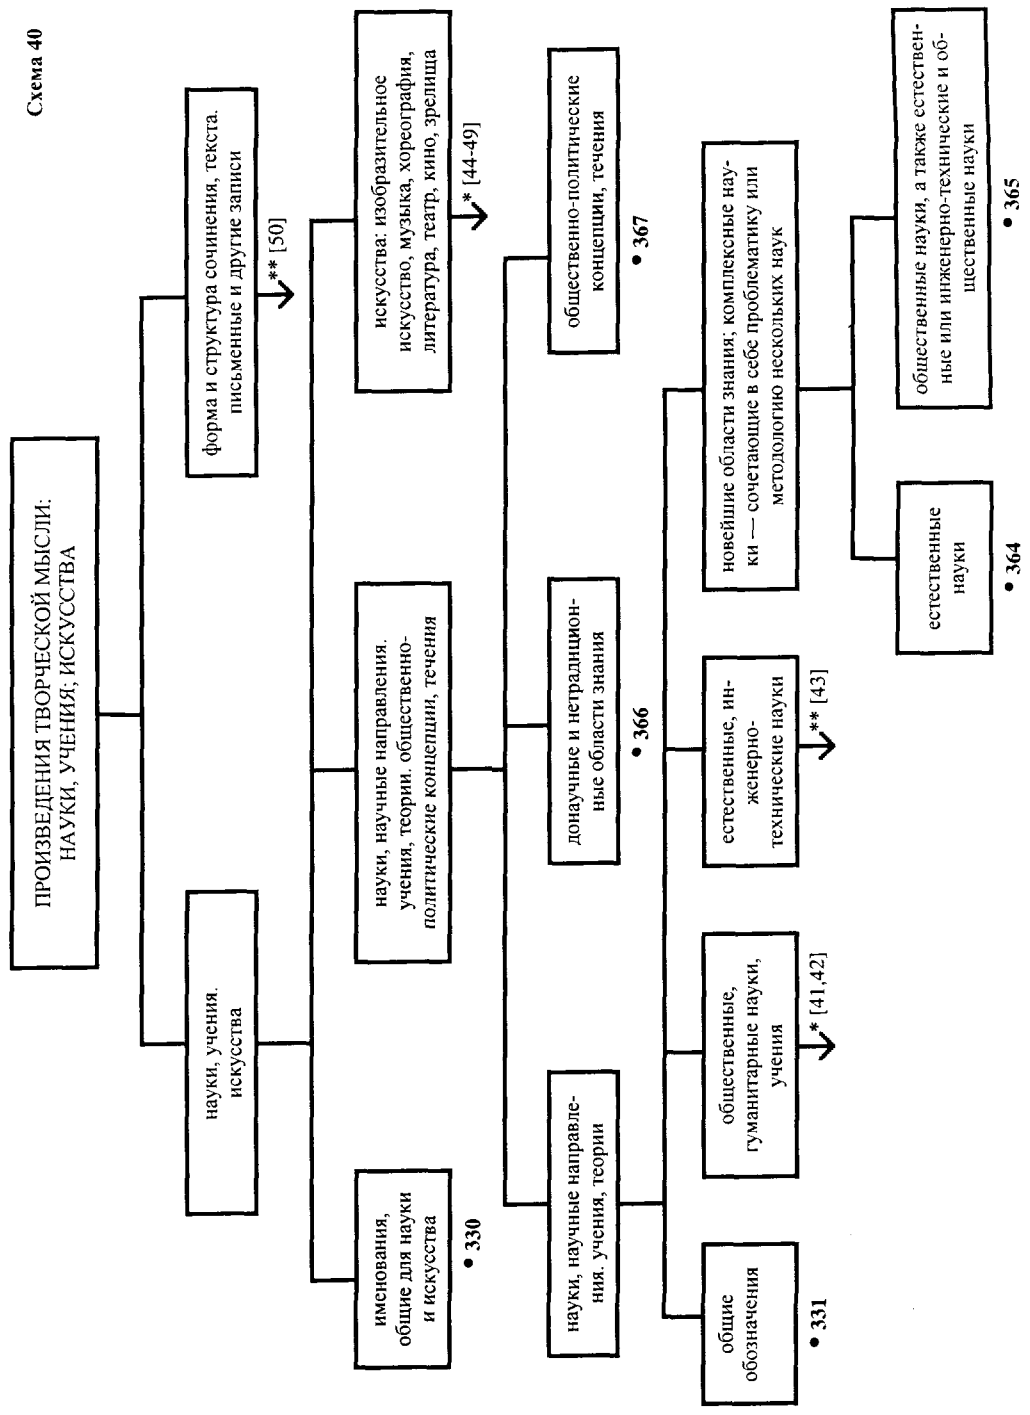 Схема 40
ПРОИЗВЕДЕНИЯ ТВОРЧЕСКОЙ МЫСЛИ:
НАУКИ, УЧЕНИЯ; ИСКУССТВА
науки, учения.
искусства
форма и структура сочинения, текста.
письменные и другие записи
** [50]
именования,
общие для науки
и искусства
• 330
науки, научные направления.
учения, теории. общественно-
политические концепции, течения
искусства: изобразительное
искусство, музыка, хореография,
литература, театр, кино, зрелища
* [44-49]
науки, научные направле-
ния. учения, теории
донаучные и нетрадицион-
ные области знания
• 366
общественно-политические
концепции, течения
• 367
общие
обозначения
• 331
общественные,
гуманитарные науки,
учения
* [41,42]
естественные, ин-
женерно-
технические науки
** [43]
новейшие области знания; комплексные нау-
ки — сочетающие в себе проблематику или
методологию нескольких наук
естественные
науки
• 364
общественные науки, а также естествен-
ные или инженерно-технические и об-
щественные науки
• 365